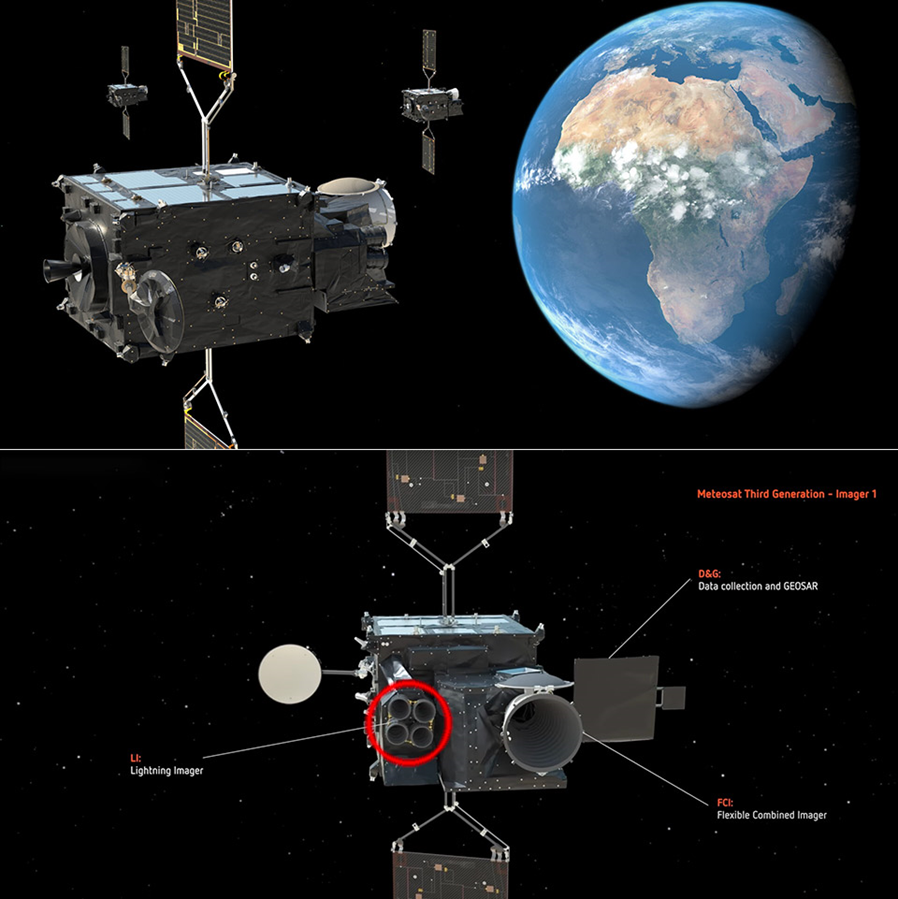 Meteosat Third Generation - Imager 1
D&G:
Data collection and GEOSAR
LI:
Lightning Imager
FCI:
Flexible Combined Imager